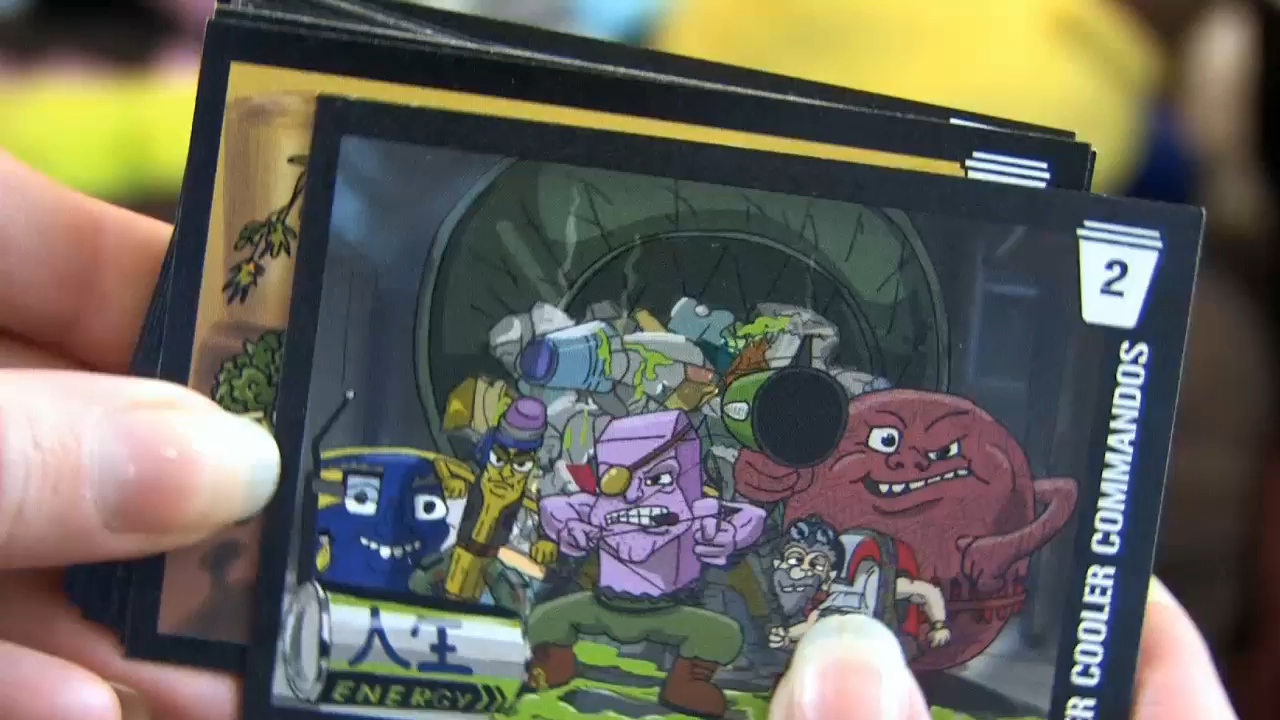 2
R COOLER COMMANDOS
人生
ENERGY